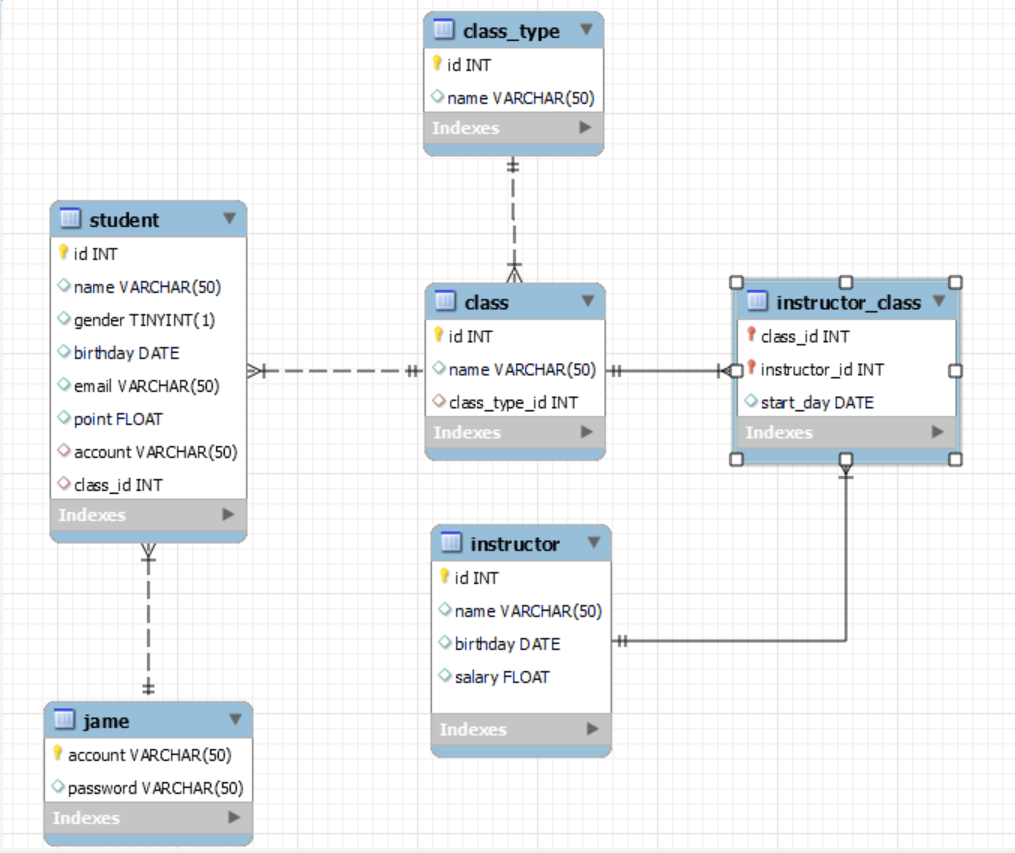 class_type
id INT
name VARCHAR(50)
Indexes
student
id INT
name VARCHAR(50)
gender TINYINT(1)
birthday DATE
email VARCHAR(50)
point FLOAT
account VARCHAR(50)
class_id INT
Indexes
class
id INT
name VARCHAR(50)
class_type_id INT
Indexes
instructor_class
class_id INT
instructor_id INT
start_day DATE
Indexes
instructor
id INT
name VARCHAR(50)
birthday DATE
salary FLOAT
Indexes
jame
account VARCHAR(50)
password VARCHAR(50)
Indexes